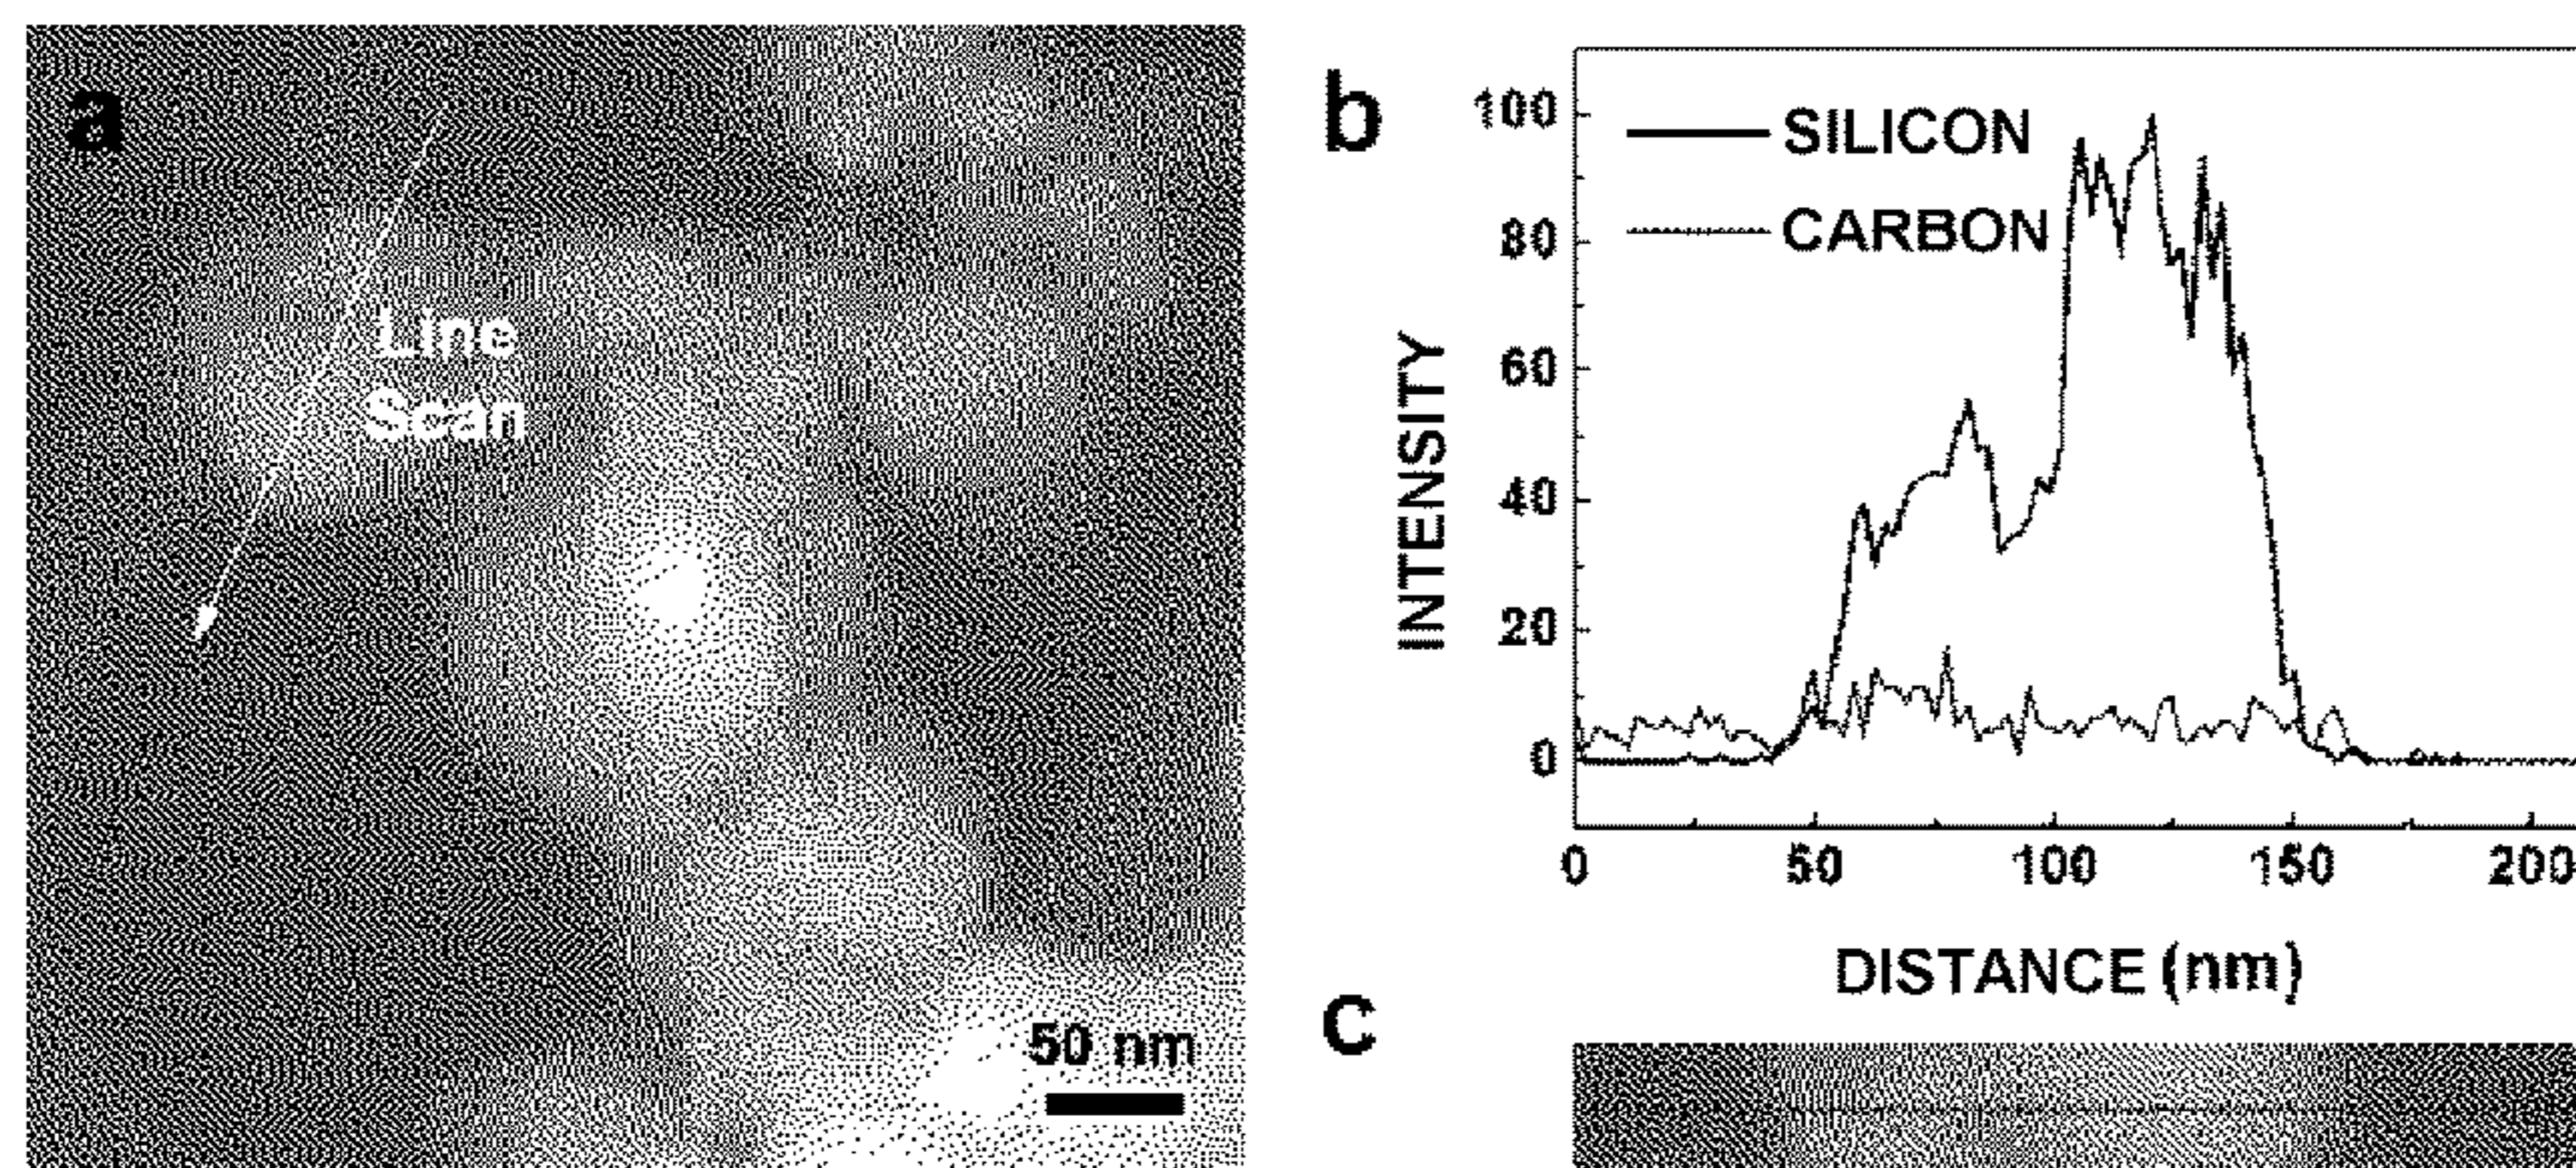 a
Line
Scan
50 nm
b
100
80
60
40
20
0
INTENSITY
SILICON
CARBON
0 50 100 150 200
DISTANCE (nm)
c